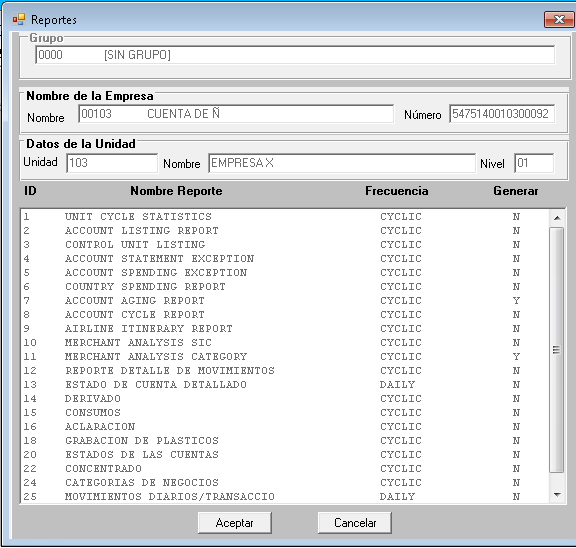 Reportes
Grupo
0000 [SIN GRUPO]
Nombre de la Empresa
Nombre 00103 CUENTA DE Ñ Número 5475140010300092
Datos de la Unidad
Unidad 103 Nombre EMPRESA X Nivel 01
ID Nombre Reporte Frecuencia Generar
1 UNIT CYCLE STATISTICS CYCLIC N
2 ACCOUNT LISTING REPORT CYCLIC N
3 CONTROL UNIT LISTING CYCLIC N
4 ACCOUNT STATEMENT EXCEPTION CYCLIC N
5 ACCOUNT SPENDING EXCEPTION CYCLIC N
6 COUNTRY SPENDING REPORT CYCLIC N
7 ACCOUNT AGING REPORT CYCLIC Y
8 ACCOUNT CYCLE REPORT CYCLIC N
9 AIRLINE ITINERARY REPORT CYCLIC N
10 MERCHANT ANALYSIS SIC CYCLIC N
11 MERCHANT ANALYSIS CATEGORY CYCLIC Y
12 REPORTE DETALLE DE MOVIMIENTOS CYCLIC N
13 ESTADO DE CUENTA DETALLADO DAILY N
14 DERIVADO CYCLIC N
15 CONSUMOS CYCLIC N
16 ACLARACION CYCLIC N
18 GRABACION DE PLASTICOS CYCLIC N
20 ESTADOS DE LAS CUENTAS CYCLIC N
22 CONCENTRADO CYCLIC N
24 CATEGORIAS DE NEGOCIOS CYCLIC N
25 MOVIMIENTOS DIARIOS/TRANSACCIO DAILY N
Aceptar Cancelar